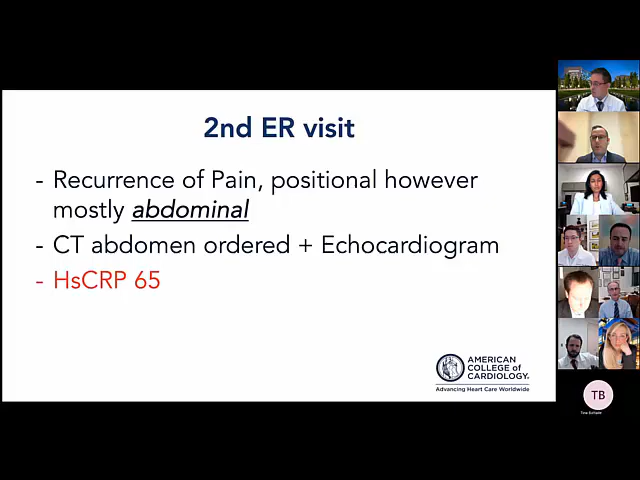 2nd ER visit
- Recurrence of Pain, positional however
mostly abdominal
- CT abdomen ordered + Echocardiogram
- HsCRP 65
AMERICAN
COLLEGE of
CARDIOLOGY®
Advancing Heart Care Worldwide
TB